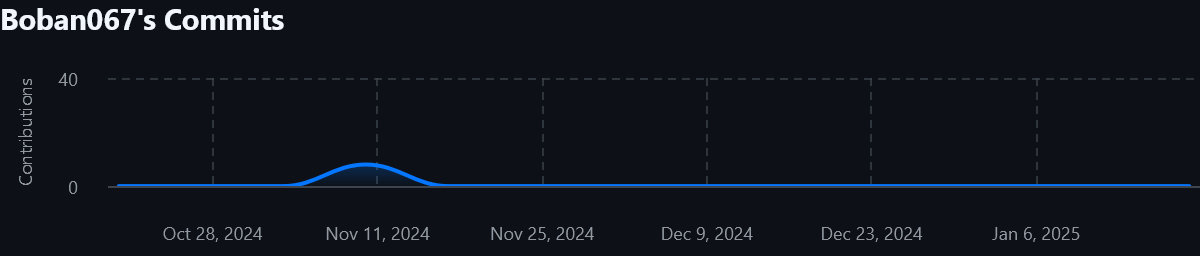 Boban067's Commits
Contributions
40
0
Oct 28, 2024
Nov 11, 2024
Nov 25, 2024
Dec 9, 2024
Dec 23, 2024
Jan 6, 2025